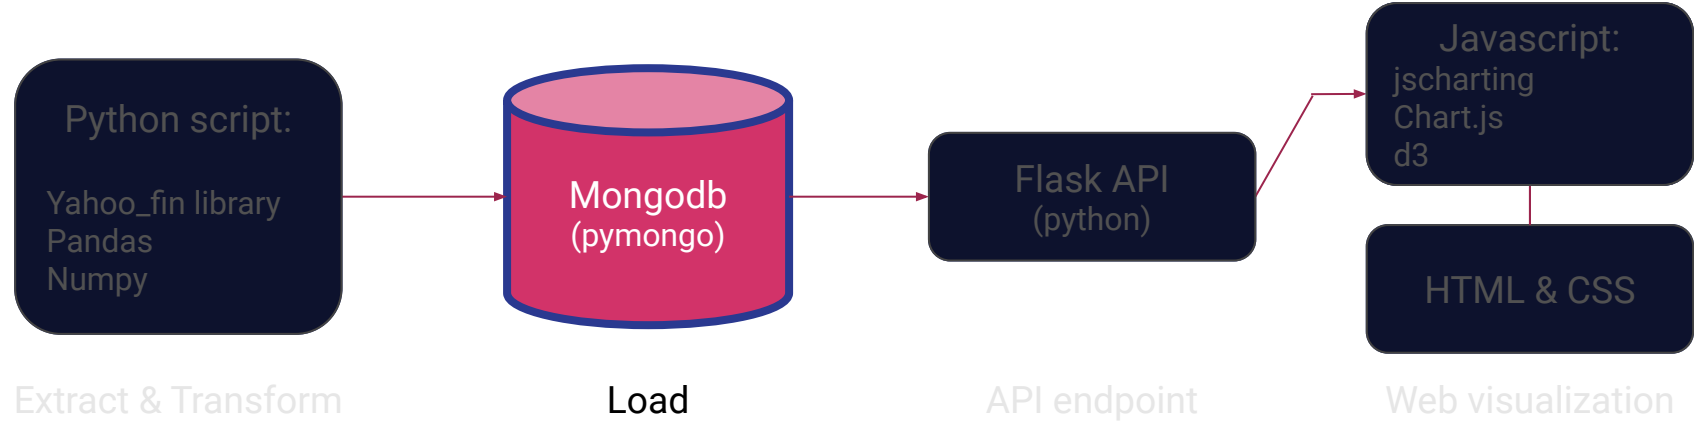 Python script:
Yahoo_fin library
Pandas
Numpy
Mongodb
(pymongo)
Flask API
(python)
Javascript:
jscharting
Chart.js
d3
HTML & CSS
Extract & Transform
Load
API endpoint
Web visualization